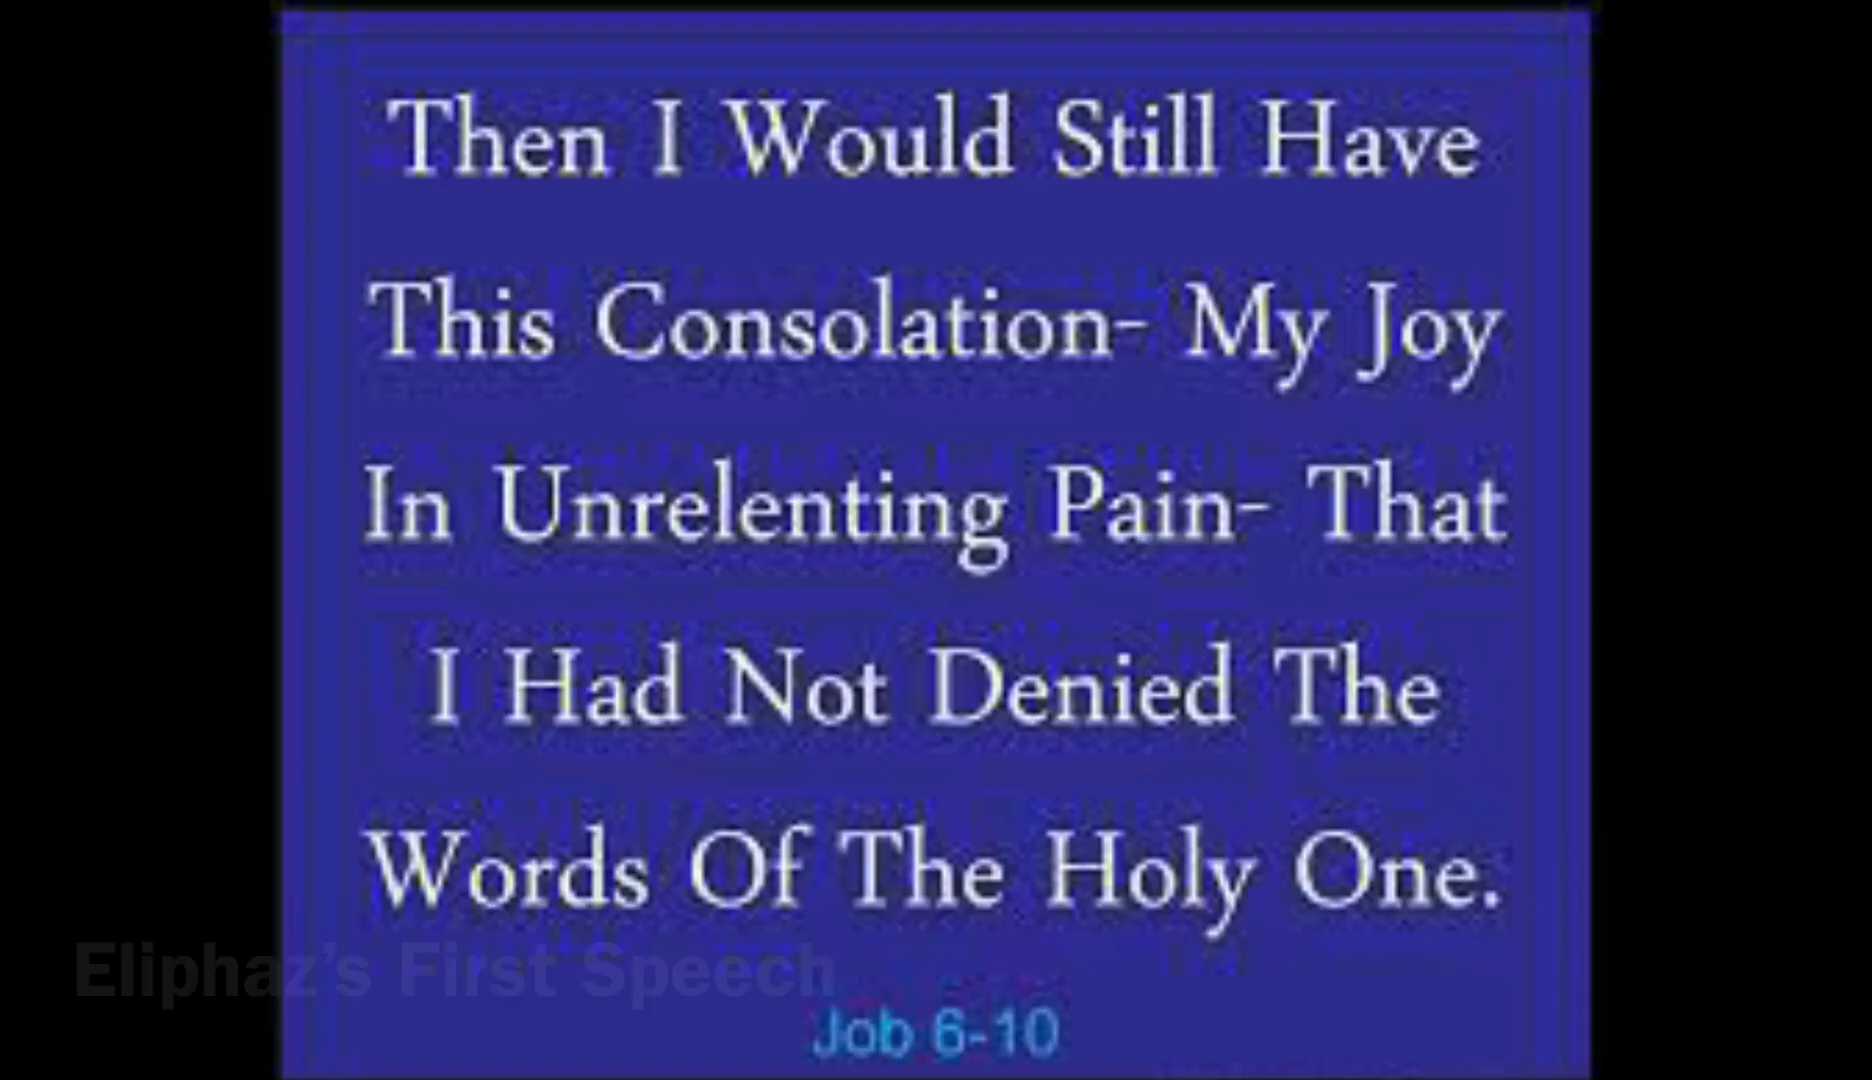 Then I Would Still Have
This Consolation- My Joy
In Unrelenting Pain- That
I Had Not Denied The
Words Of The Holy One.
Eliphaz’s First Speech
Job 6-10